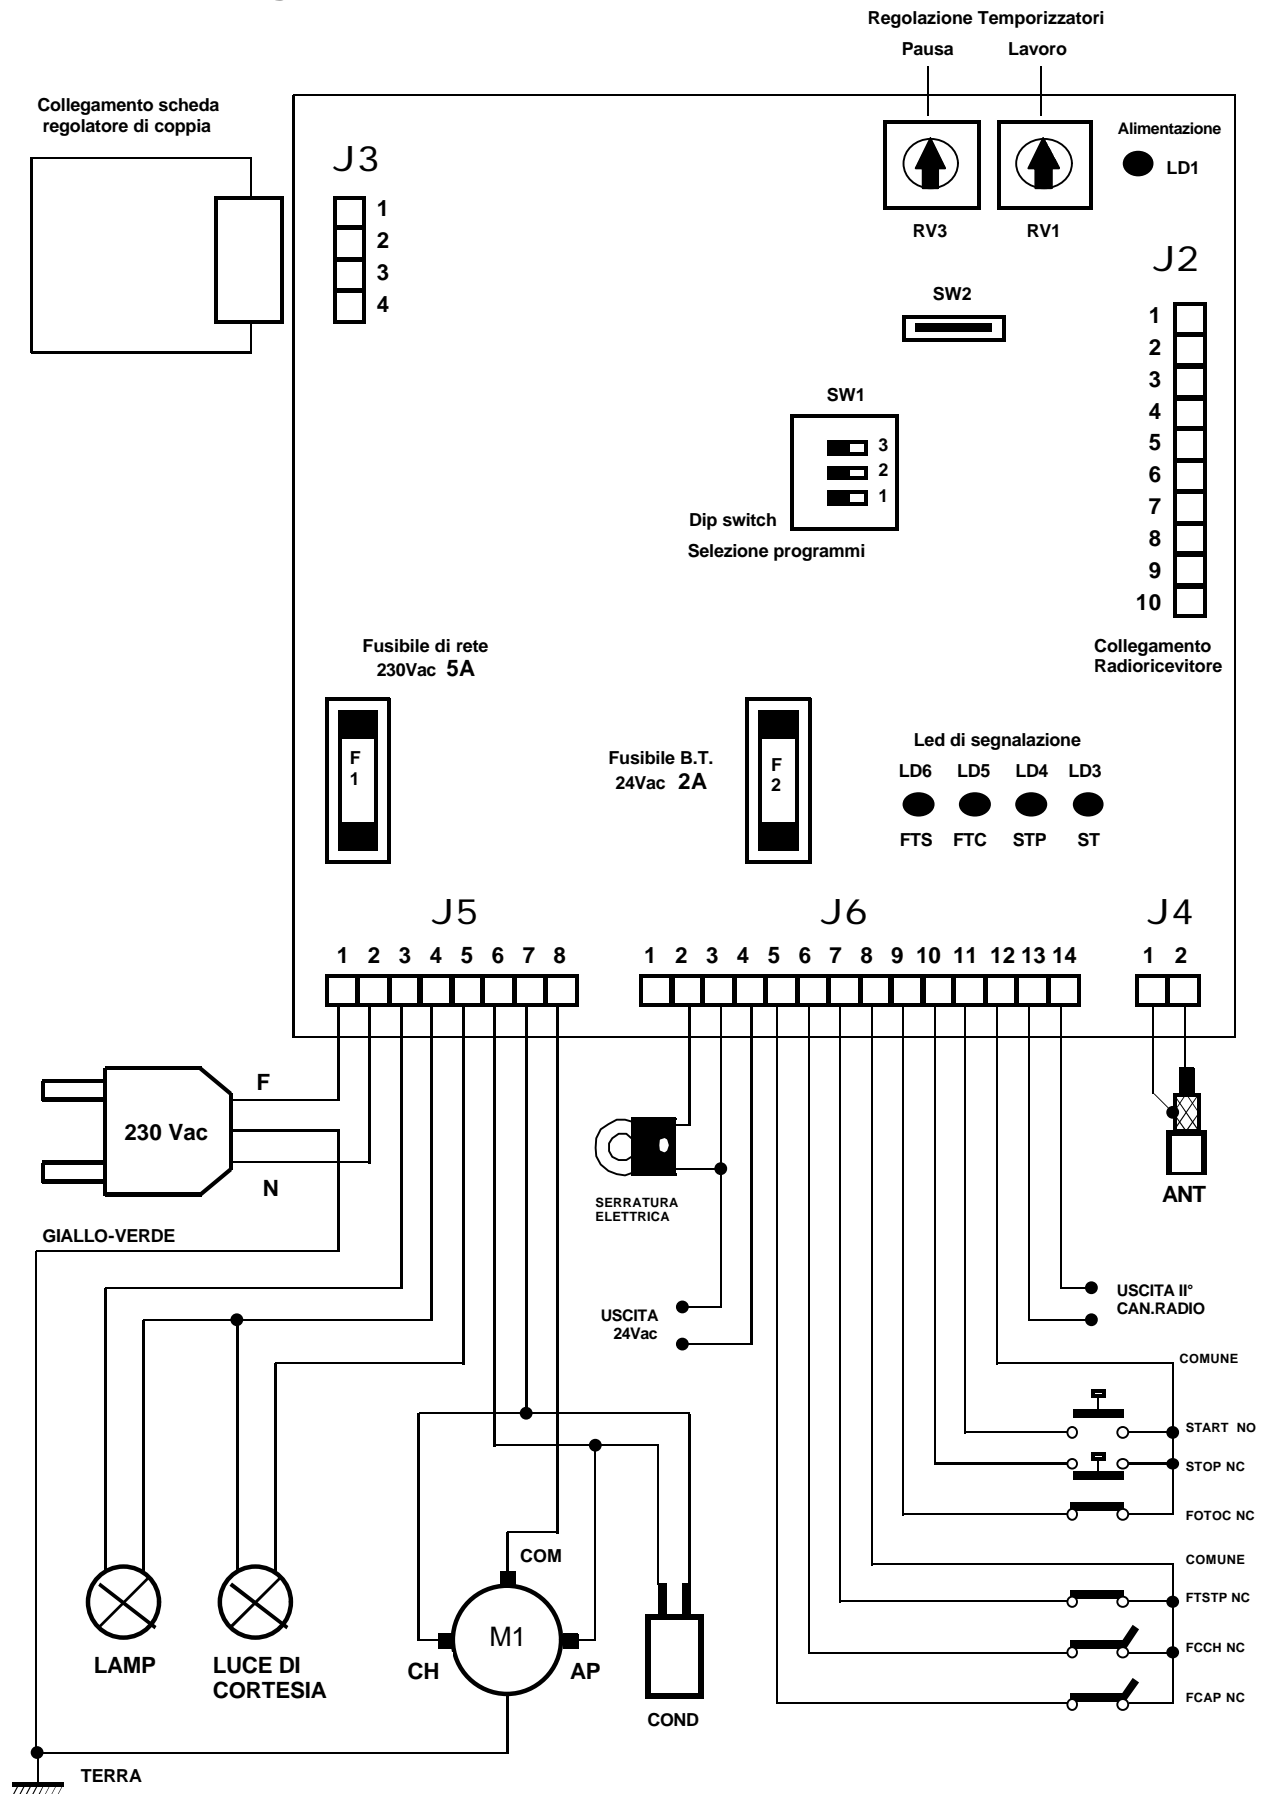 Regolazione Temporizzatori
Pausa Lavoro
Collegamento scheda
regolatore di coppia
Alimentazione
LD1
J3
1
2
3
4
RV3 RV1
J2
SW2
1
2
3
4
5
6
7
8
9
10
SW1
3
2
1
Dip switch
Selezione programmi
Collegamento
Radioricevitore
Fusibile di rete
230Vac 5A
F
1
Fusibile B.T.
24Vac 2A
F
2
Led di segnalazione
LD6 LD5 LD4 LD3
FTS FTC STP ST
J5 J6 J4
1 2 3 4 5 6 7 8
1 2 3 4 5 6 7 8 9 10 11 12 13 14
1 2
F
230 Vac
N
GIALLO-VERDE
SERRATURA
ELETTRICA
ANT
USCITA
24Vac
USCITA II°
CAN.RADIO
COMUNE
START NO
STOP NC
FOTOC NC
COMUNE
FTSTP NC
FCCH NC
FCAP NC
COM
M1
CH AP
LAMP
LUCE DI
CORTESIA
COND
TERRA